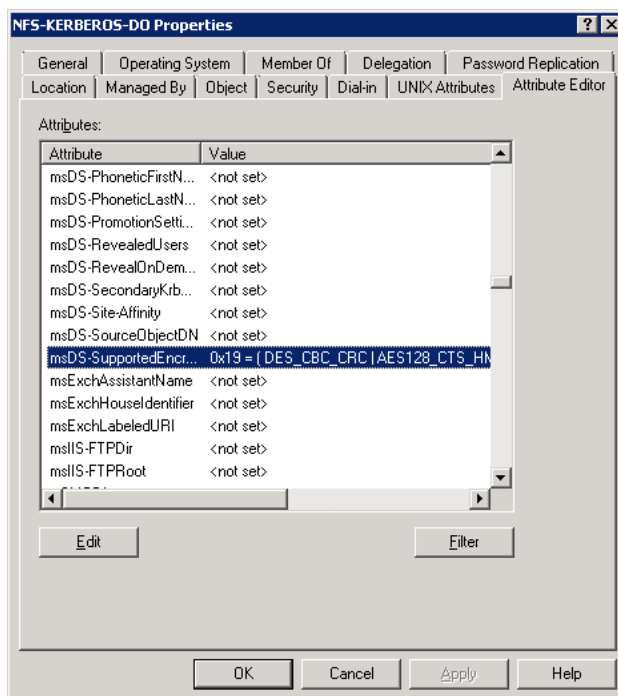 NFS-KERBEROS-DO Properties
General Operating System Member Of Delegation Password Replication
Location Managed By Object Security Dial-in UNIX Attributes Attribute Editor
Attributes:
Attribute Value
msDS-PhoneticFirstN... <not set>
msDS-PhoneticLastN... <not set>
msDS-PromotionSetti... <not set>
msDS-RevealedUsers <not set>
msDS-RevealOnDem... <not set>
msDS-SecondaryKrb... <not set>
msDS-Site-Affinity <not set>
msDS-SourceObjectDN <not set>
msDS-SupportedEncr... 0x19 = ( DES_CBC_CRC | AES128_CTS_HM
msExchAssistantName <not set>
msExchHouseIdentifier <not set>
msExchLabeledURI <not set>
msIIS-FTPDir <not set>
msIIS-FTPRoot <not set>
Edit Filter
OK Cancel Apply Help